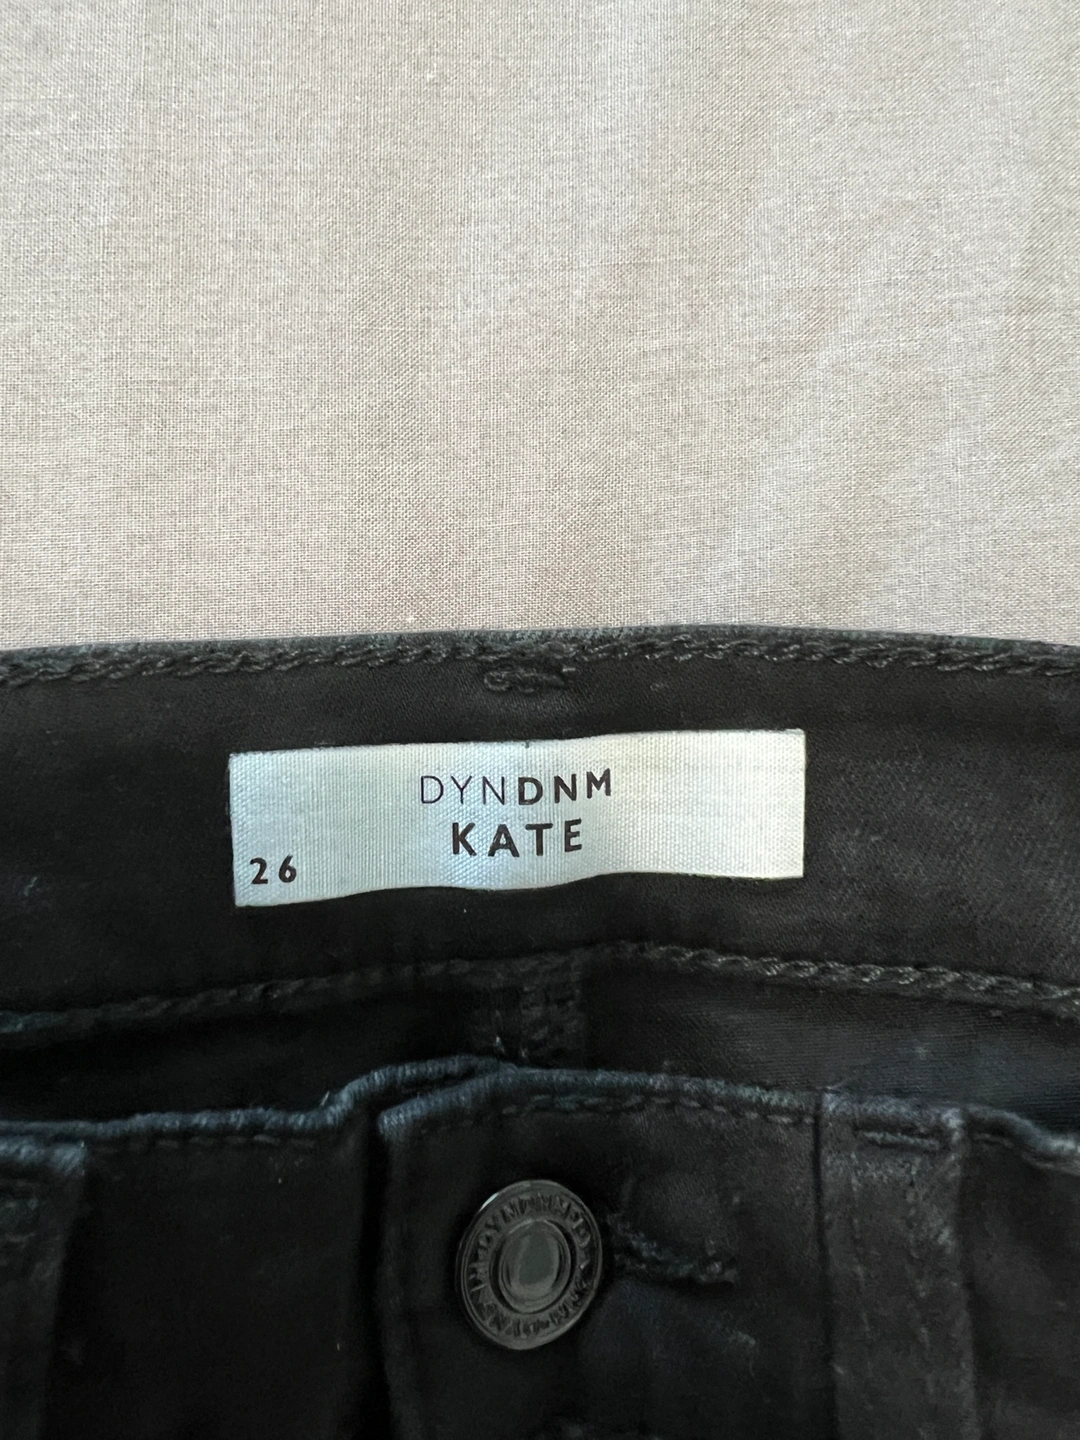 DYNDNM
KATE
26